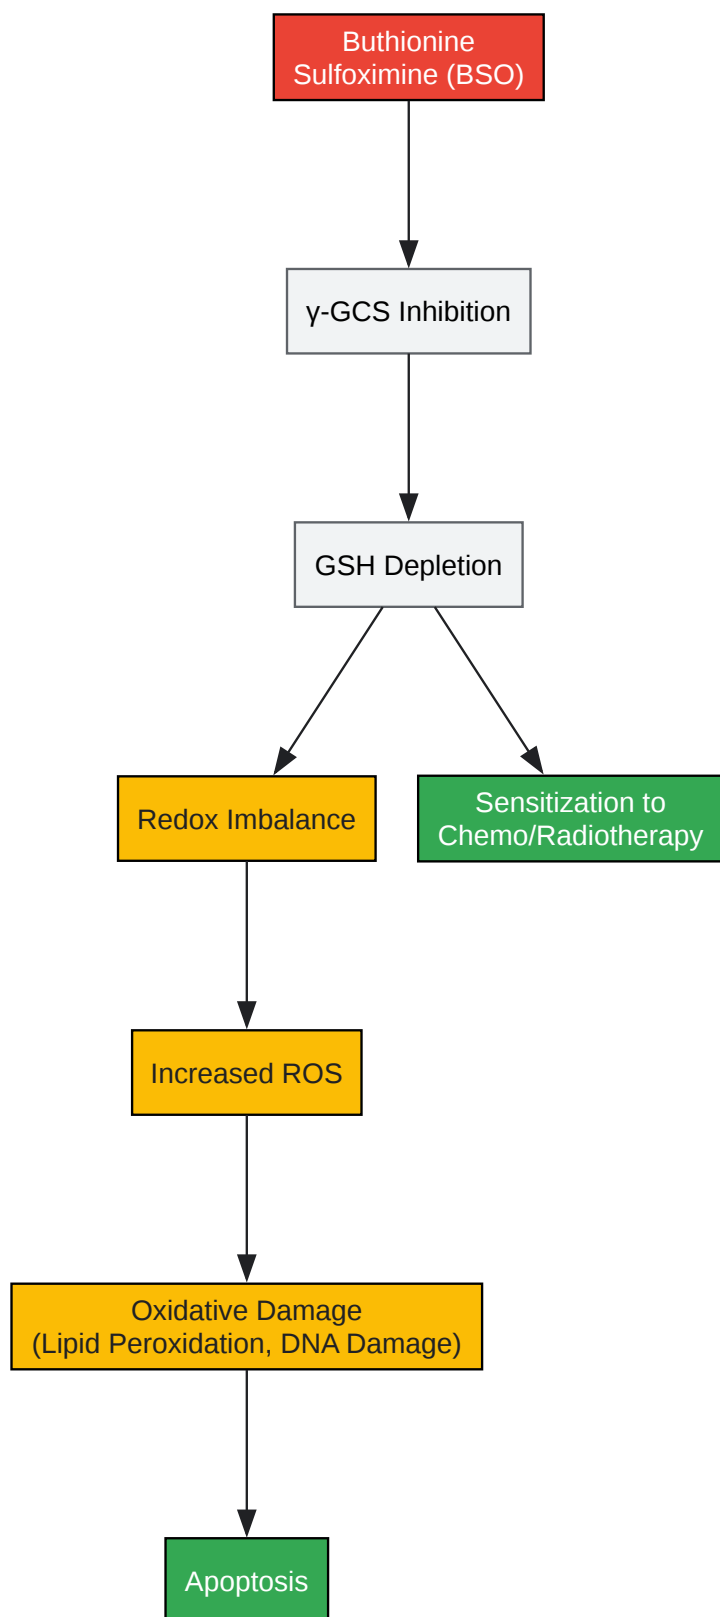 Buthionine
Sulfoximine (BSO)
γ-GCS Inhibition
GSH Depletion
Redox Imbalance
Sensitization to
Chemo/Radiotherapy
Increased ROS
Oxidative Damage
(Lipid Peroxidation, DNA Damage)
Apoptosis